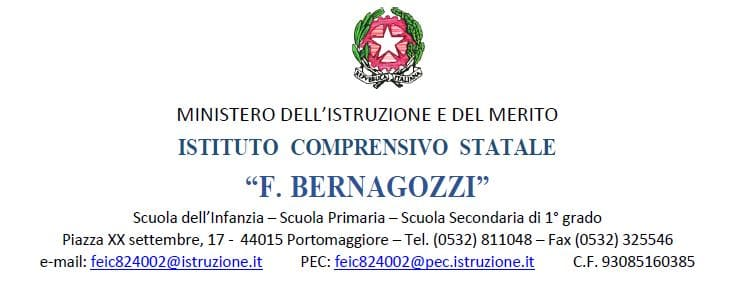 REPVBBLICA ITALIANA
MINISTERO DELL’ISTRUZIONE E DEL MERITO
ISTITUTO COMPRENSIVO STATALE
“F. BERNAGOZZI”
Scuola dell’Infanzia – Scuola Primaria – Scuola Secondaria di 1° grado
Piazza XX settembre, 17 - 44015 Portomaggiore – Tel. (0532) 811048 – Fax (0532) 325546
e-mail: feic824002@istruzione.it PEC: feic824002@pec.istruzione.it C.F. 93085160385